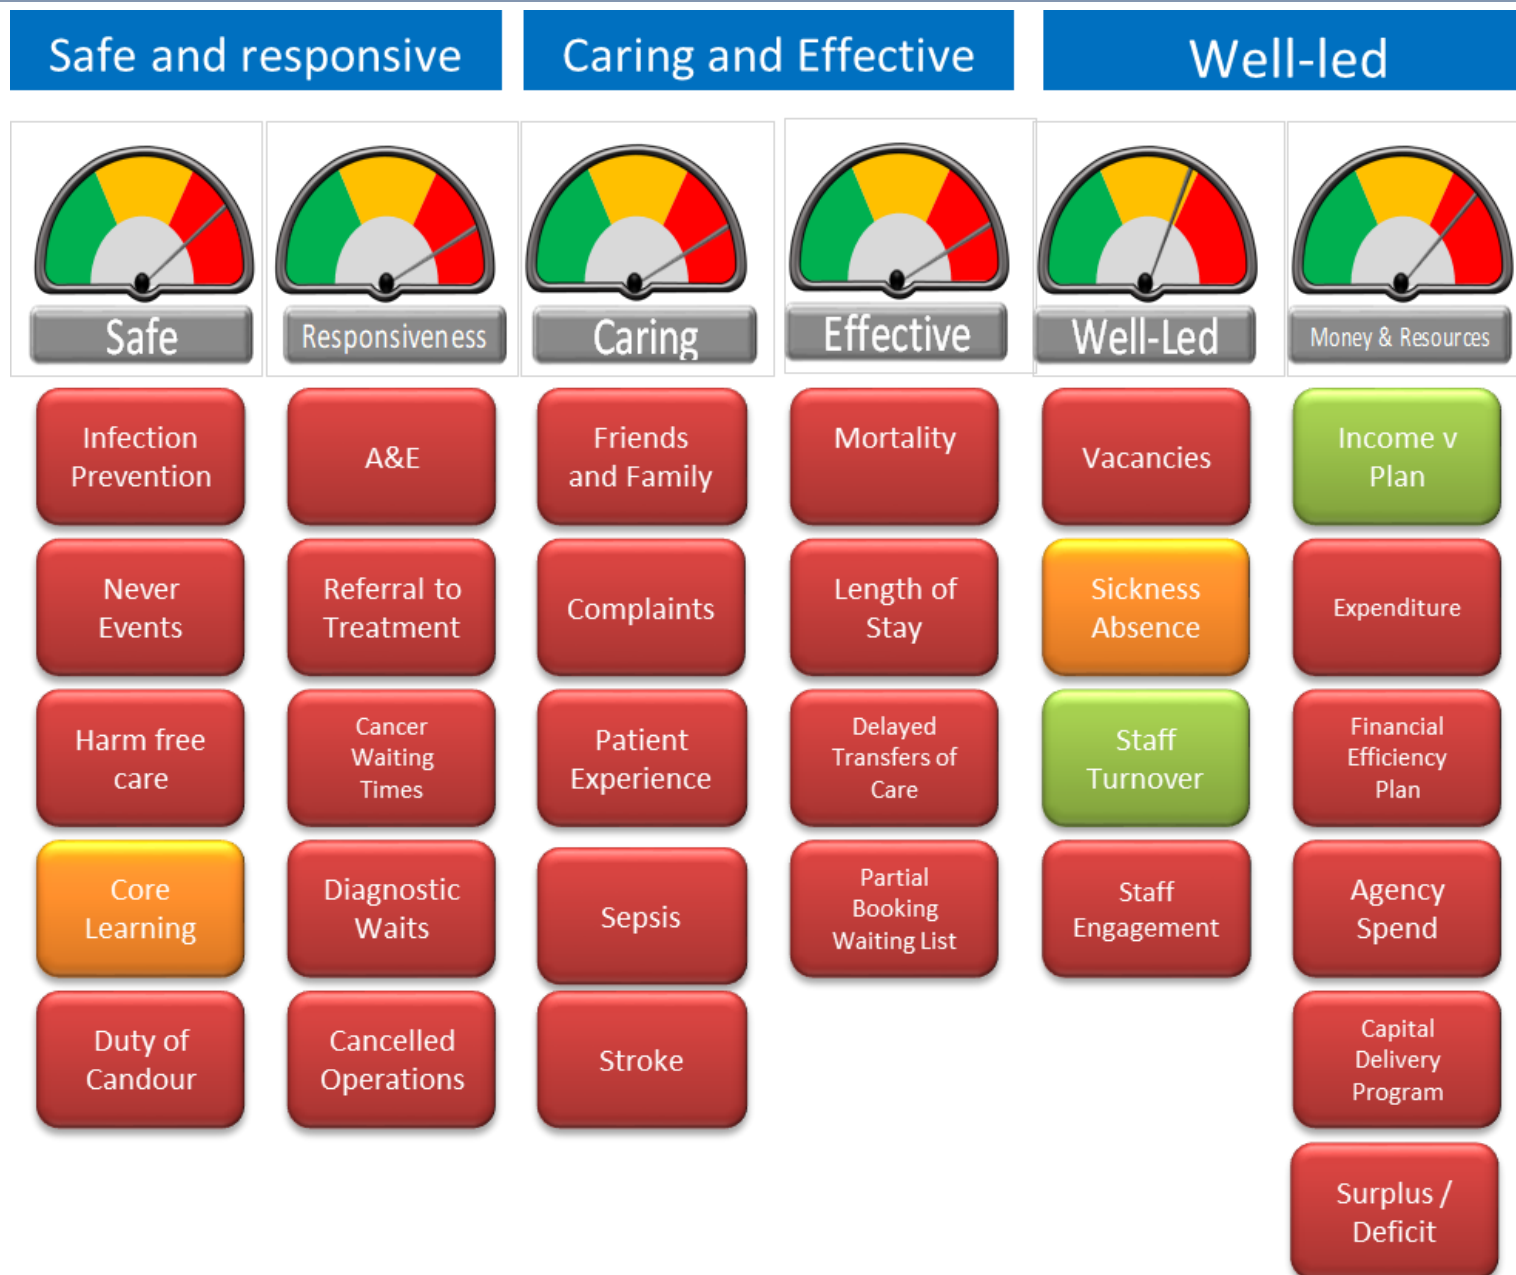 Safe and responsive
Caring and Effective
Well-led
Safe
Responsiveness
Caring
Effective
Well-Led
Money & Resources
Infection
Prevention
Never
Events
Harm free
care
Core
Learning
Duty of
Candour
A&E
Referral to
Treatment
Cancer
Waiting
Times
Diagnostic
Waits
Cancelled
Operations
Friends
and Family
Complaints
Patient
Experience
Sepsis
Stroke
Mortality
Length of
Stay
Delayed
Transfers of
Care
Partial
Booking
Waiting List
Vacancies
Sickness
Absence
Staff
Turnover
Staff
Engagement
Income v
Plan
Expenditure
Financial
Efficiency
Plan
Agency
Spend
Capital
Delivery
Program
Surplus /
Deficit